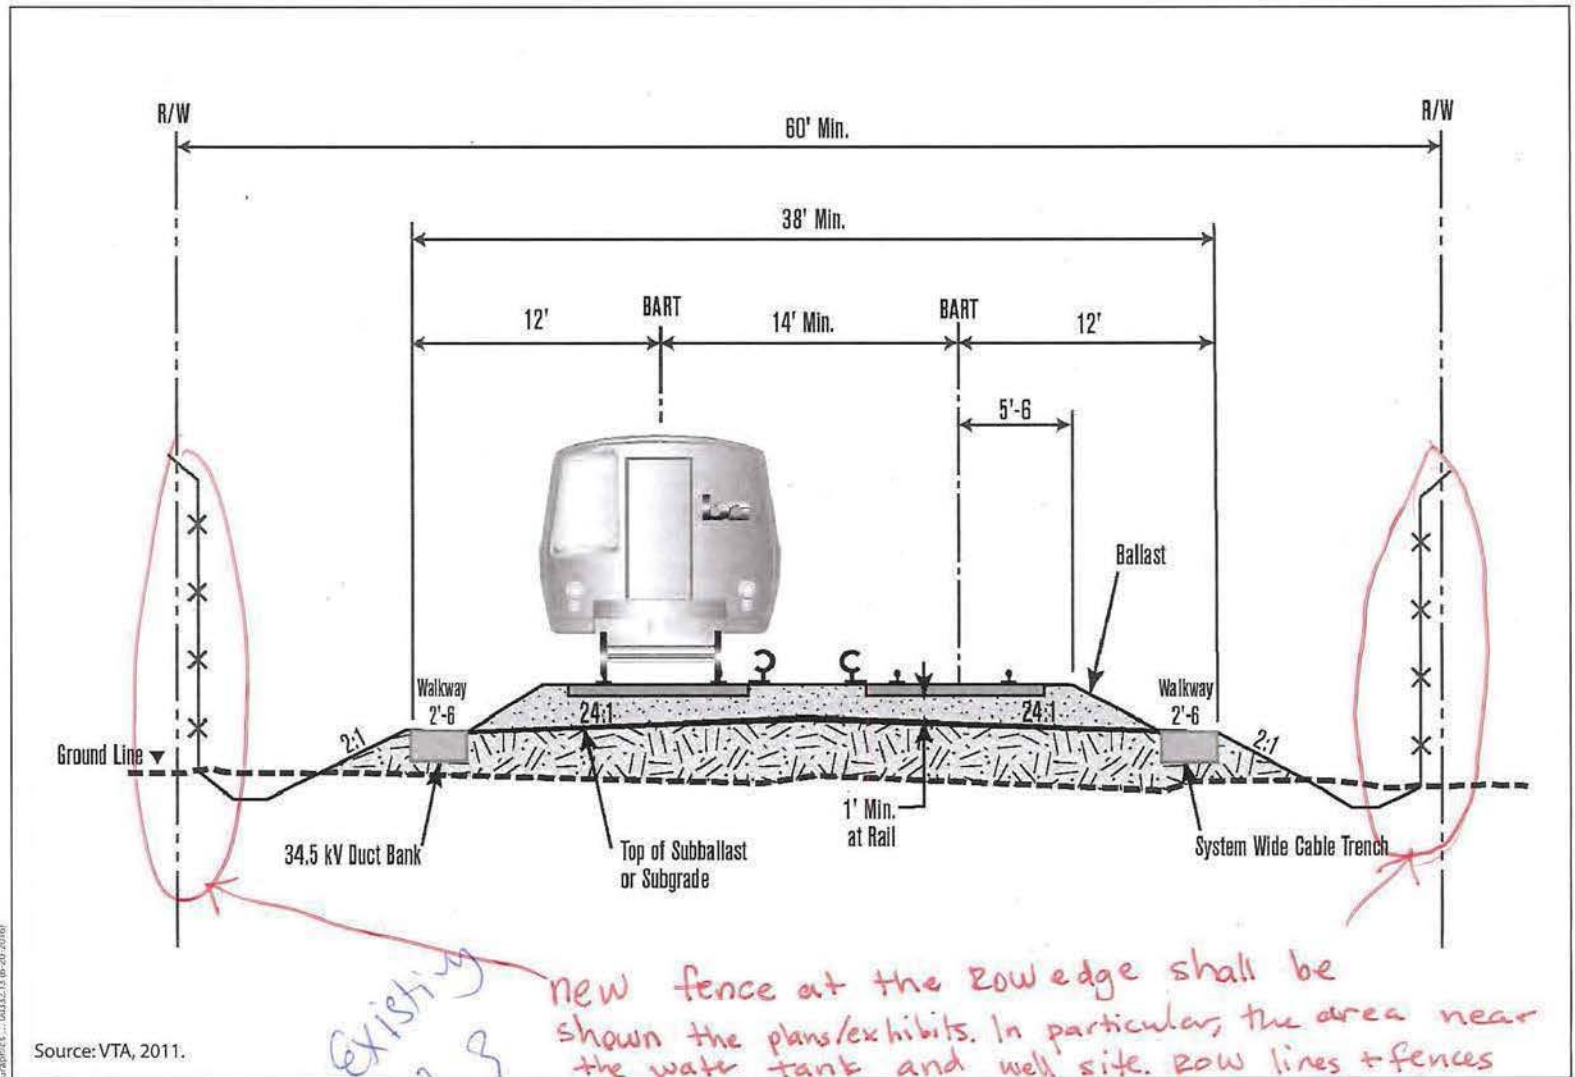 R/W
R/W
60' Min.
38' Min.
BART
BART
12'
14' Min.
12'
5'-6
Ballast
Walkway
2'-6
Walkway
2'-6
24:1
24:1
2:1
2:1
Ground Line
1' Min.
at Rail
34.5 kV Duct Bank
Top of Subballast
or Subgrade
System Wide Cable Trench
Existing
new fence at the ROW edge shall be
shown the plans/exhibits. In particular, the area near
the water tank and well site. ROW lines + fences
Source: VTA, 2011.